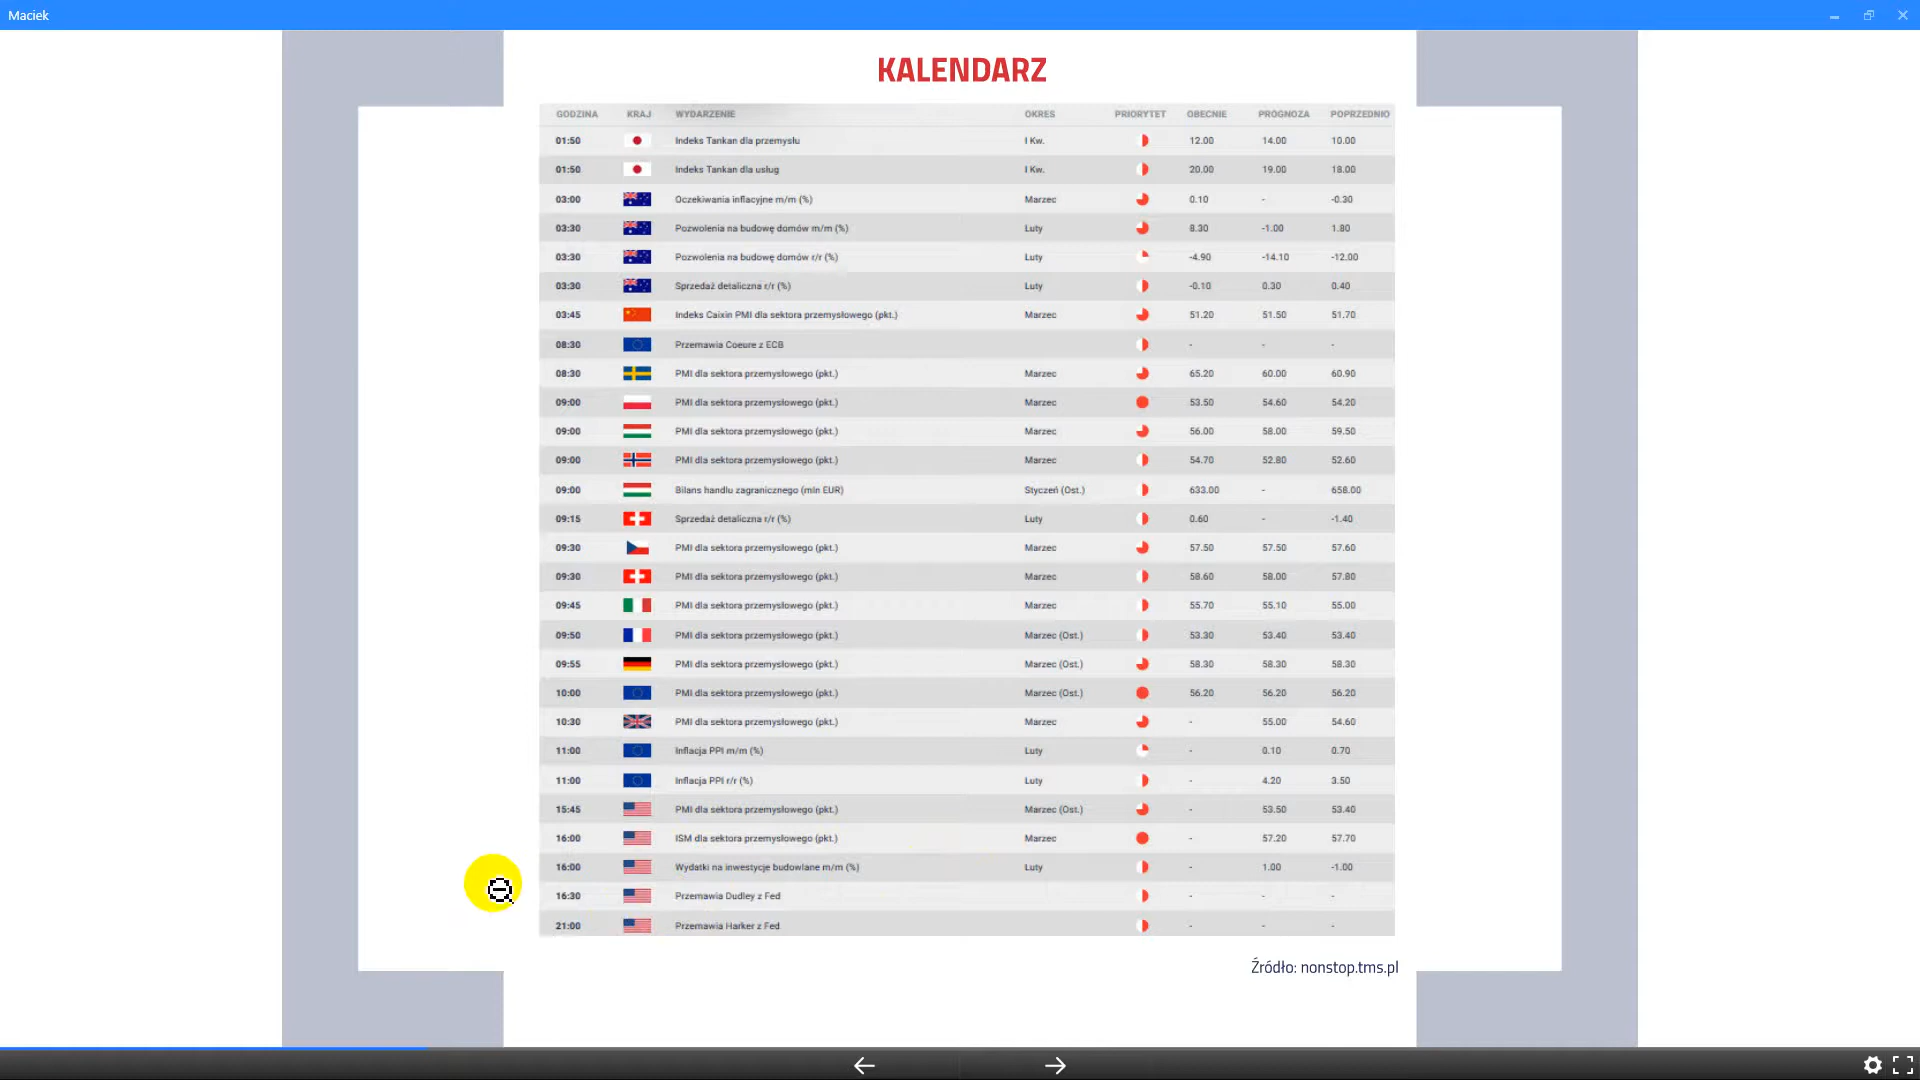 Maciek
KALENDARZ
GODZINA KRAJ WYDARZENIE OKRES PRIORYTET OBECNIE PROGNOZA POPRZEDNIO
01:50 Indeks Tankan dla przemysłu I Kw. 12.00 14.00 10.00
01:50 Indeks Tankan dla usług I Kw. 20.00 19.00 18.00
03:00 Oczekiwania inflacyjne m/m (%) Marzec 0.10 - -0.30
03:30 Pozwolenia na budowę domów m/m (%) Luty 8.30 -1.00 1.80
03:30 Pozwolenia na budowę domów r/r (%) Luty -4.90 -14.10 -12.00
03:30 Sprzedaż detaliczna r/r (%) Luty -0.10 0.30 0.40
03:45 Indeks Caixin PMI dla sektora przemysłowego (pkt.) Marzec 51.20 51.50 51.70
08:30 Przemawia Coeure z ECB - - -
08:30 PMI dla sektora przemysłowego (pkt.) Marzec 65.20 60.00 60.90
09:00 PMI dla sektora przemysłowego (pkt.) Marzec 53.50 54.60 54.20
09:00 PMI dla sektora przemysłowego (pkt.) Marzec 56.00 58.00 59.50
09:00 PMI dla sektora przemysłowego (pkt.) Marzec 54.70 52.80 52.60
09:00 Bilans handlu zagranicznego (mln EUR) Styczeń (Ost.) 633.00 - 658.00
09:15 Sprzedaż detaliczna r/r (%) Luty 0.60 - -1.40
09:30 PMI dla sektora przemysłowego (pkt.) Marzec 57.50 57.50 57.60
09:30 PMI dla sektora przemysłowego (pkt.) Marzec 58.60 58.00 57.80
09:45 PMI dla sektora przemysłowego (pkt.) Marzec 55.70 55.10 55.00
09:50 PMI dla sektora przemysłowego (pkt.) Marzec (Ost.) 53.30 53.40 53.40
09:55 PMI dla sektora przemysłowego (pkt.) Marzec (Ost.) 58.30 58.30 58.30
10:00 PMI dla sektora przemysłowego (pkt.) Marzec (Ost.) 56.20 56.20 56.20
10:30 PMI dla sektora przemysłowego (pkt.) Marzec - 55.00 54.60
11:00 Inflacja PPI m/m (%) Luty - 0.10 0.70
11:00 Inflacja PPI r/r (%) Luty - 4.20 3.50
15:45 PMI dla sektora przemysłowego (pkt.) Marzec (Ost.) - 53.50 53.40
16:00 ISM dla sektora przemysłowego (pkt.) Marzec - 57.20 57.70
16:00 Wydatki na inwestycje budowlane m/m (%) Luty - 1.00 -1.00
16:30 Przemawia Dudley z Fed - - -
21:00 Przemawia Harker z Fed - - -
Źródło: nonstop.tms.pl